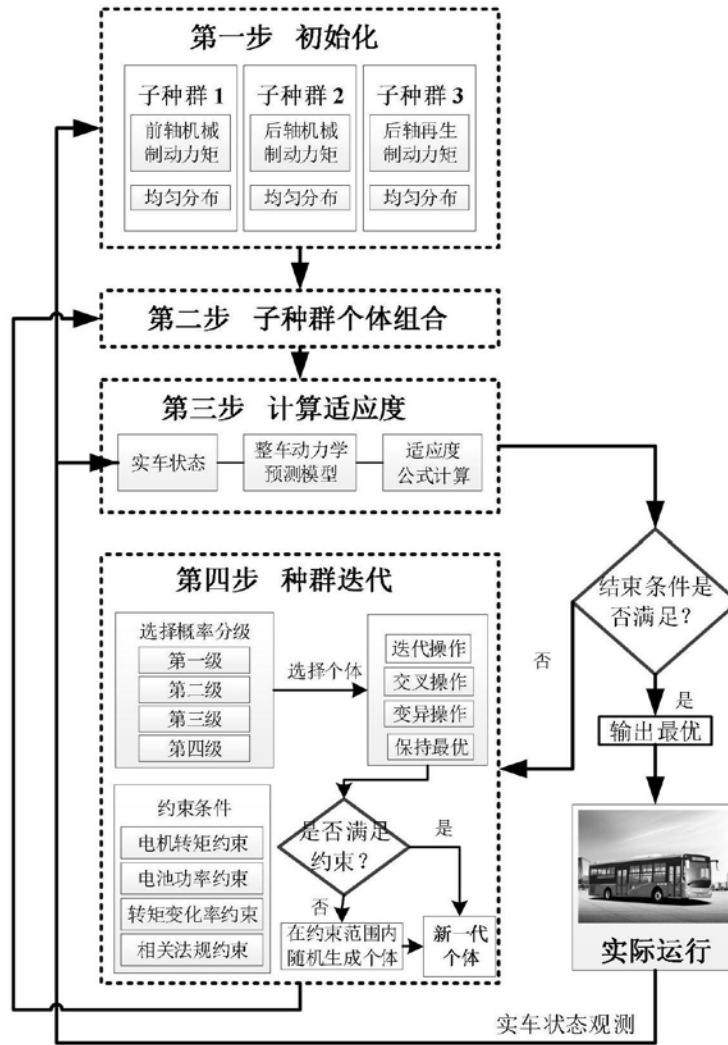 第一步 初始化
子种群 1
前轴机械
制动力矩
均匀分布
子种群 2
后轴机械
制动力矩
均匀分布
子种群 3
后轴再生
制动力矩
均匀分布
第二步 子种群个体组合
第三步 计算适应度
实车状态
整车动力学
预测模型
适应度
公式计算
结束条件是
否满足？
否
是
输出最优
实际运行
实车状态观测
第四步 种群迭代
选择概率分级
第一级
第二级
第三级
第四级
选择个体
迭代操作
交叉操作
变异操作
保持最优
约束条件
电机转矩约束
电池功率约束
转矩变化率约束
相关法规约束
是否满足
约束？
是
否
在约束范围内
随机生成个体
新一代
个体